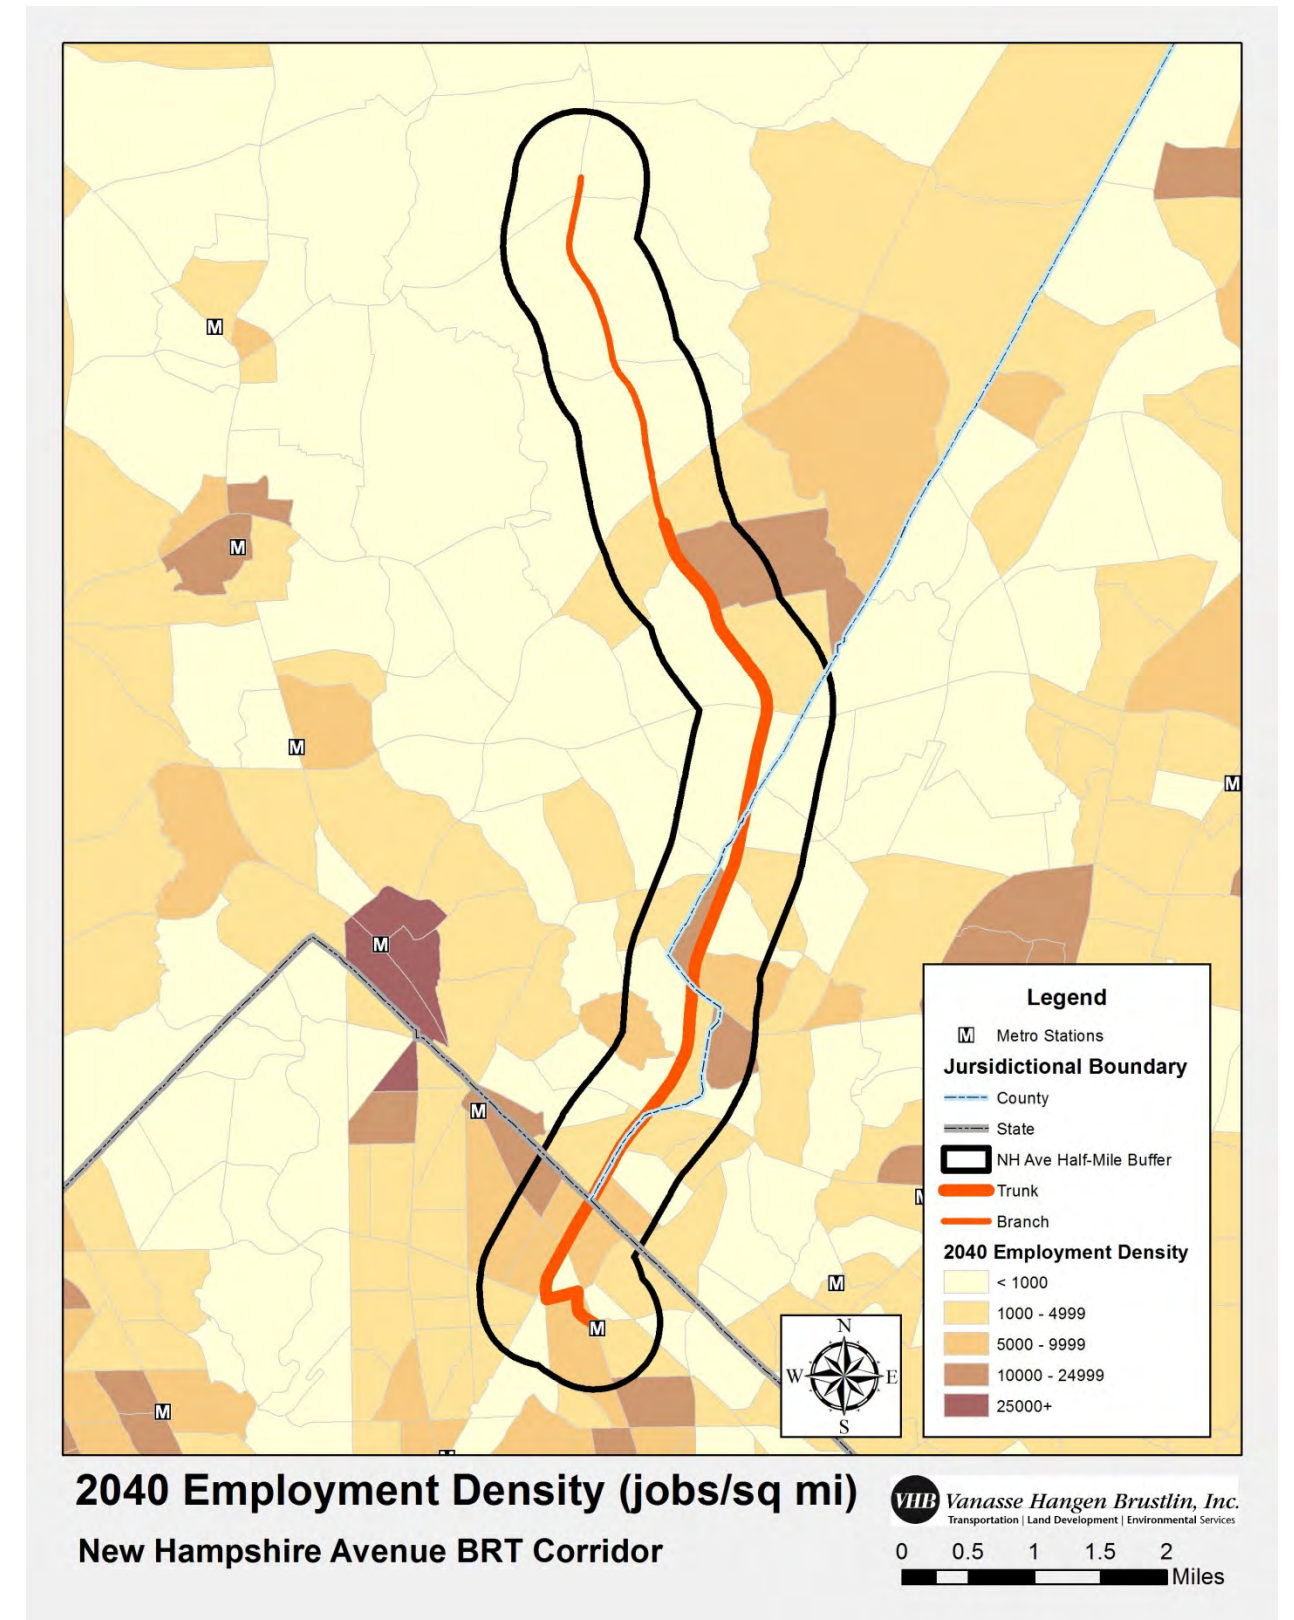 M
M
M
M
M
M
M
M
M
M
Legend
M Metro Stations
Jursidictional Boundary
County
State
NH Ave Half-Mile Buffer
Trunk
Branch
2040 Employment Density
< 1000
1000 - 4999
5000 - 9999
10000 - 24999
25000+
N
W E
S
2040 Employment Density (jobs/sq mi)
New Hampshire Avenue BRT Corridor
VHB Vanasse Hangen Brustlin, Inc.
Transportation | Land Development | Environmental Services
0 0.5 1 1.5 2
Miles